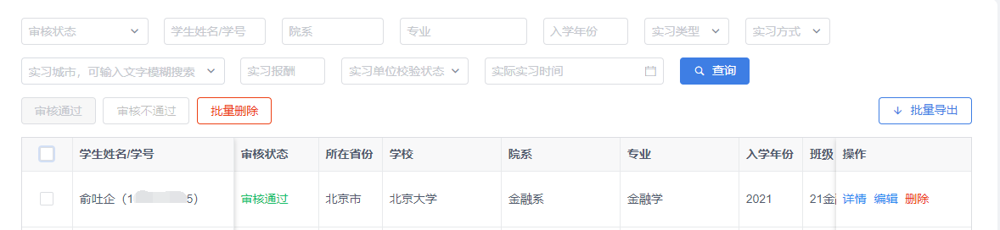 审核状态 学生姓名/学号 院系 专业 入学年份 实习类型 实习方式
实习城市，可输入文字模糊搜索 实习报酬 实习单位校验状态 实际实习时间 查询
审核通过 审核不通过 批量删除 批量导出
学生姓名/学号 审核状态 所在省份 学校 院系 专业 入学年份 班级 操作
俞吐企（1 5） 审核通过 北京市 北京大学 金融系 金融学 2021 21金 详情 编辑 删除